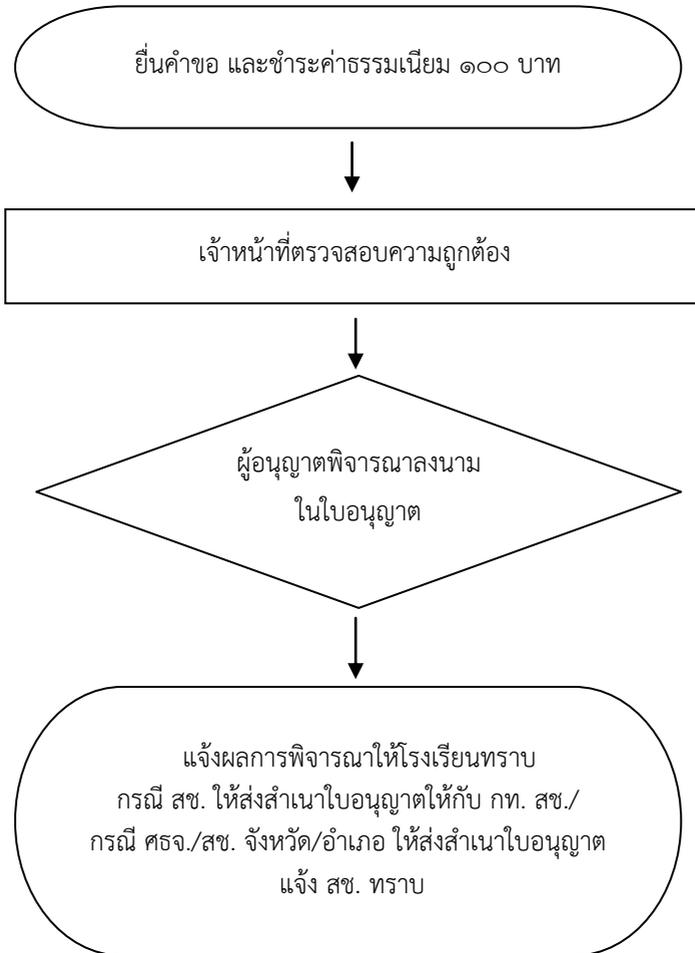 ยื่นคำขอ และชำระค่าธรรมเนียม ๑๐๐ บาท
เจ้าหน้าที่ตรวจสอบความถูกต้อง
ผู้อนุญาตพิจารณาลงนาม
ในใบอนุญาต
แจ้งผลการพิจารณาให้โรงเรียนทราบ
กรณี สช. ให้ส่งสำเนาใบอนุญาตให้กับ กท. สช./
กรณี ศธจ./สช. จังหวัด/อำเภอ ให้ส่งสำเนาใบอนุญาต
แจ้ง สช. ทราบ